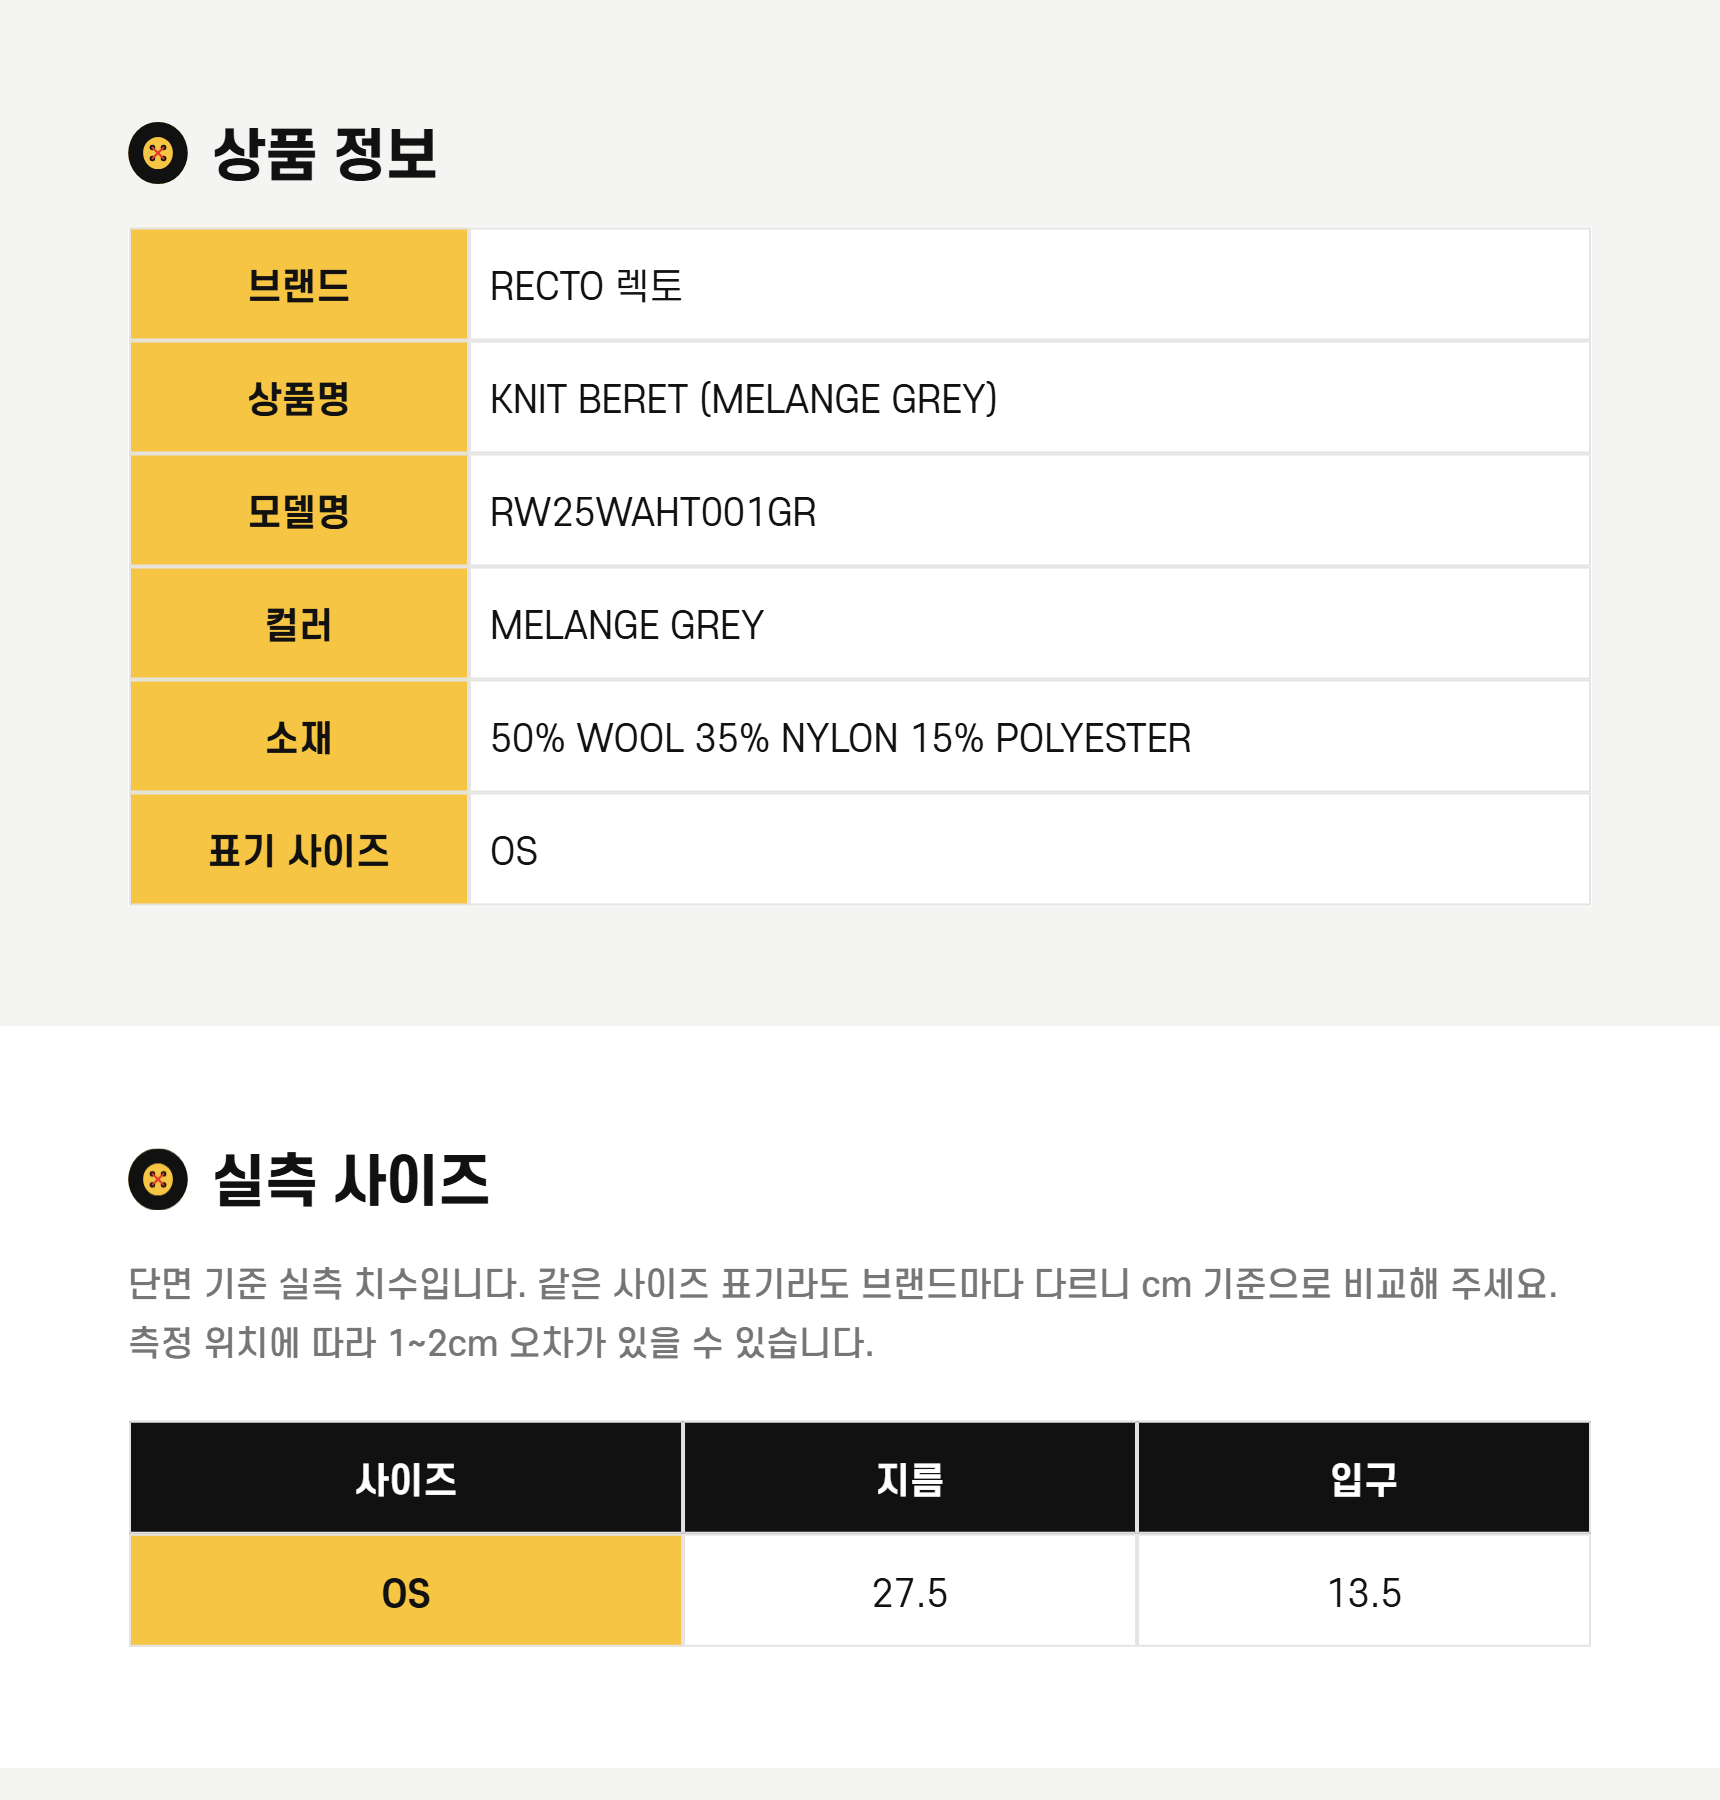 상품 정보
브랜드 RECTO 렉토
상품명 KNIT BERET (MELANGE GREY)
모델명 RW25WAHT001GR
컬러 MELANGE GREY
소재 50% WOOL 35% NYLON 15% POLYESTER
표기 사이즈 OS
실측 사이즈
단면 기준 실측 치수입니다. 같은 사이즈 표기라도 브랜드마다 다르니 cm 기준으로 비교해 주세요.
측정 위치에 따라 1~2cm 오차가 있을 수 있습니다.
사이즈 지름 입구
OS 27.5 13.5